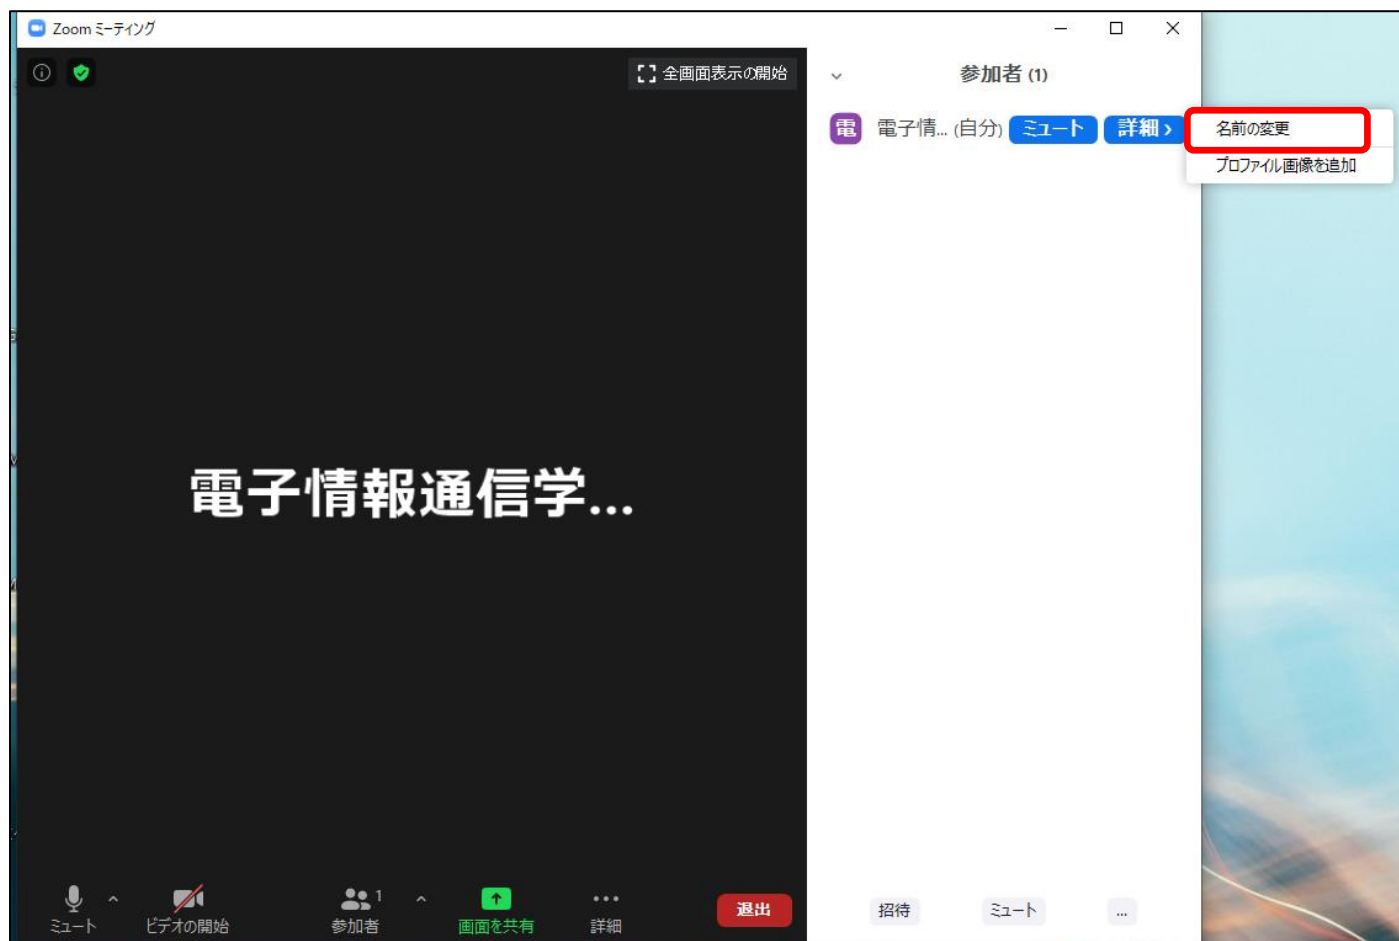 Zoom ミーティング
全画面表示の開始
参加者 (1)
電 電子情... (自分) ミュート 詳細 >
名前の変更
プロファイル画像を追加
電子情報通信学...
ミュート
ビデオの開始
参加者 1
画面を共有
... 詳細
退出
招待
ミュート
...